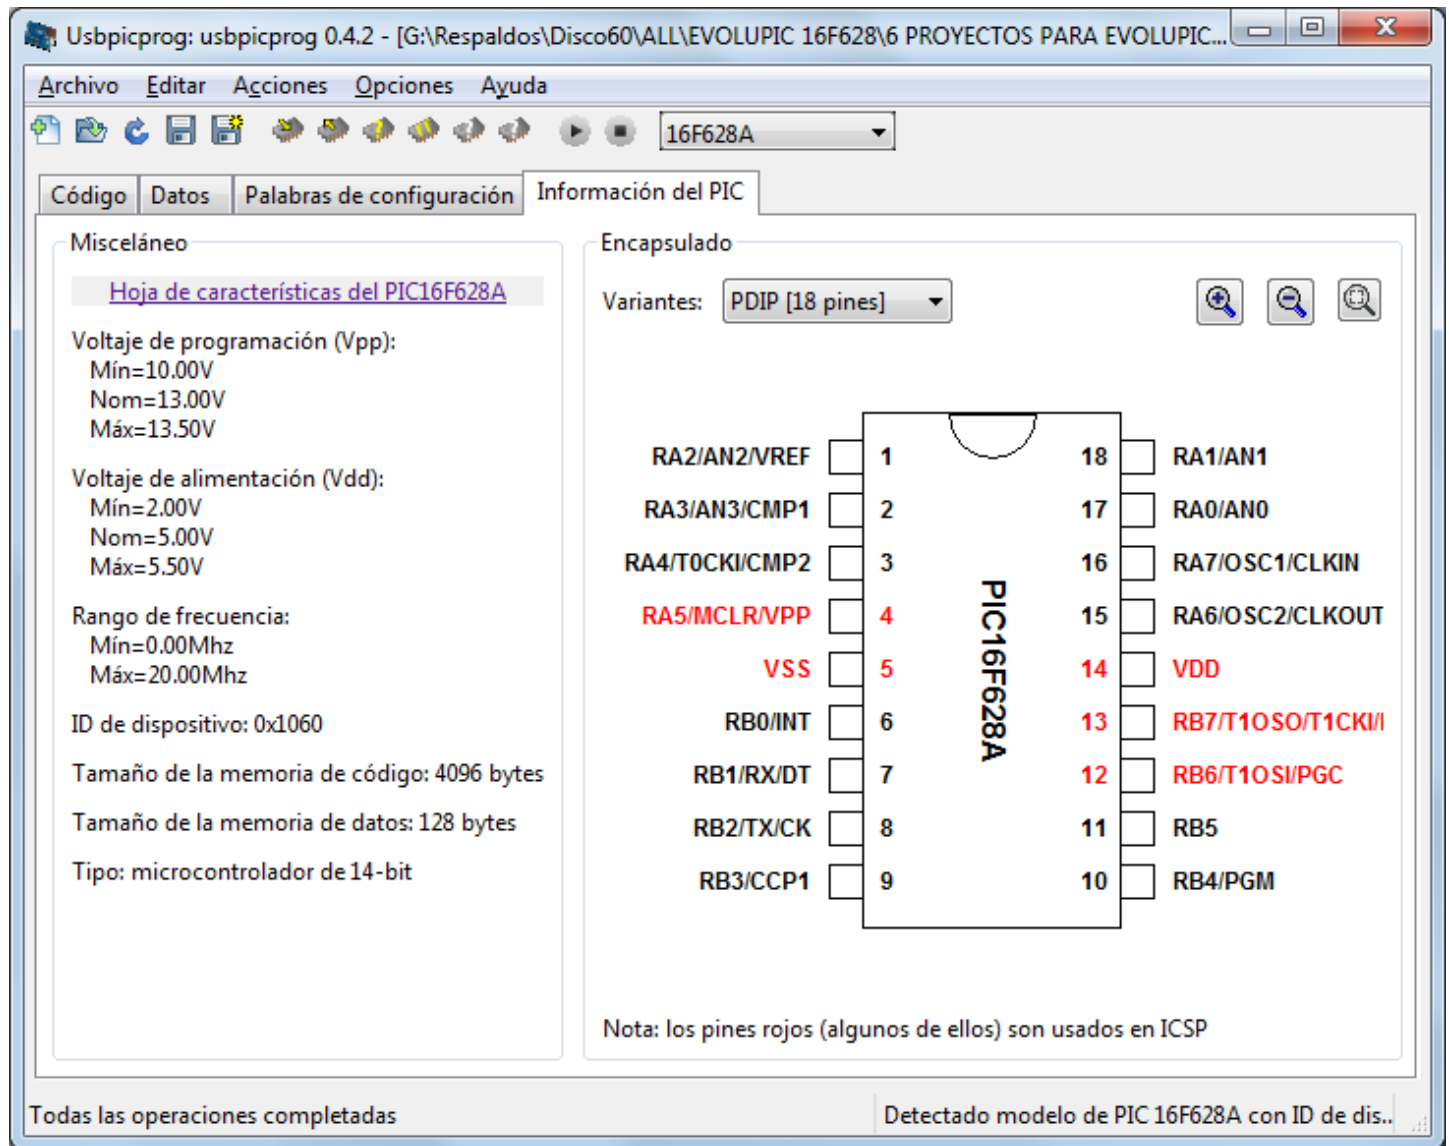 Usbpicprog: usbpicprog 0.4.2 - [G:\Respaldos\Disco60\ALL\EVOLUPIC 16F628\6 PROYECTOS PARA EVOLUPIC...
Archivo Editar Acciones Opciones Ayuda
16F628A
Código Datos Palabras de configuración Información del PIC
Misceláneo
Hoja de características del PIC16F628A
Voltaje de programación (Vpp):
Mín=10.00V
Nom=13.00V
Máx=13.50V
Voltaje de alimentación (Vdd):
Mín=2.00V
Nom=5.00V
Máx=5.50V
Rango de frecuencia:
Mín=0.00Mhz
Máx=20.00Mhz
ID de dispositivo: 0x1060
Tamaño de la memoria de código: 4096 bytes
Tamaño de la memoria de datos: 128 bytes
Tipo: microcontrolador de 14-bit
Encapsulado
Variantes: PDIP [18 pines]
RA2/AN2/VREF 1 18 RA1/AN1
RA3/AN3/CMP1 2 17 RA0/AN0
RA4/T0CKI/CMP2 3 16 RA7/OSC1/CLKIN
RA5/MCLR/VPP 4 15 RA6/OSC2/CLKOUT
VSS 5 14 VDD
RB0/INT 6 13 RB7/T1OSO/T1CKI/
RB1/RX/DT 7 12 RB6/T1OSI/PGC
RB2/TX/CK 8 11 RB5
RB3/CCP1 9 10 RB4/PGM
PIC16F628A
Nota: los pines rojos (algunos de ellos) son usados en ICSP
Todas las operaciones completadas
Detectado modelo de PIC 16F628A con ID de dis..